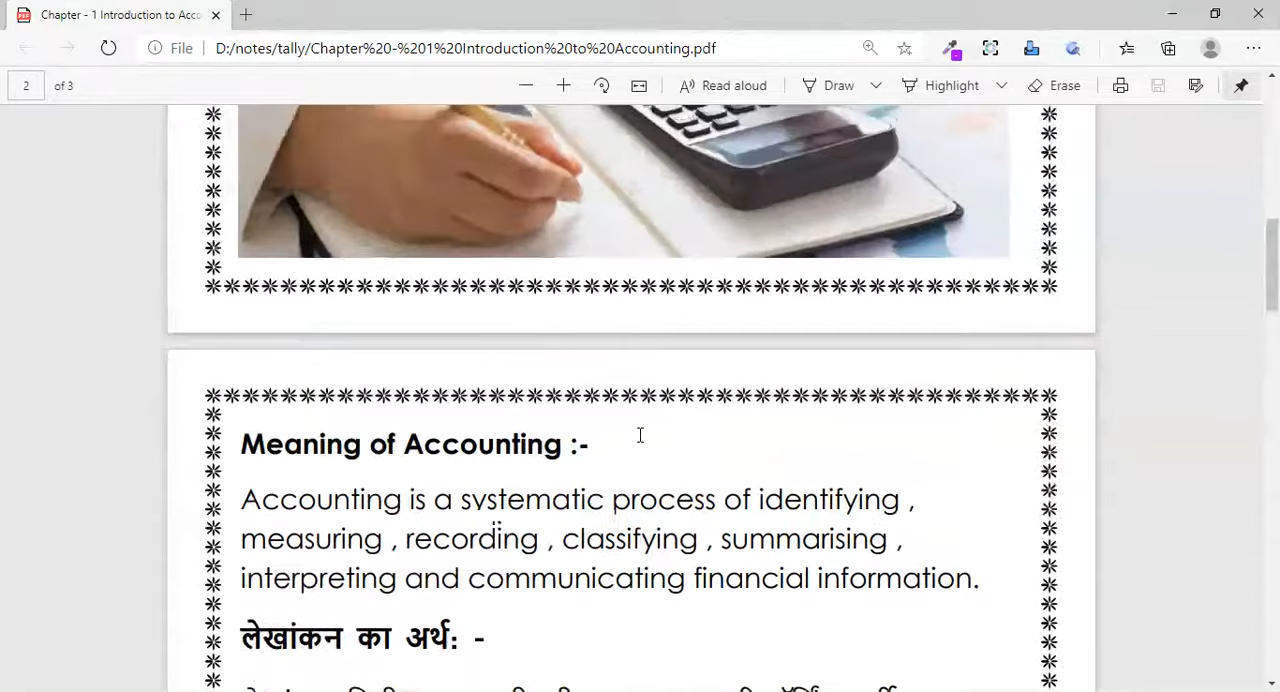 Chapter - 1 Introduction to Acco
File D:/notes/tally/Chapter%20-%201%20Introduction%20to%20Accounting.pdf
2 of 3 Read aloud Draw Highlight Erase
Meaning of Accounting :-
Accounting is a systematic process of identifying ,
measuring , recording , classifying , summarising ,
interpreting and communicating financial information.
लेखांकन का अर्थ: -